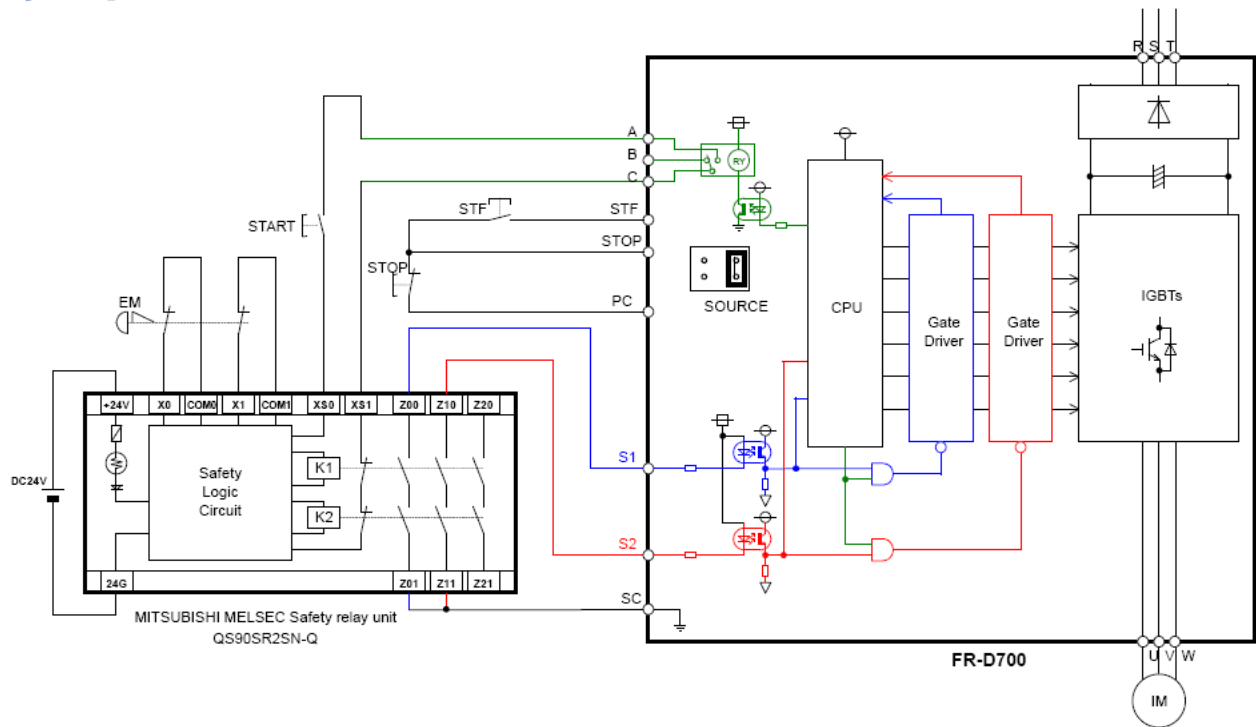 R S T
A
B
C
RY
STF
STF
START
STOP
STOP
EM
PC
SOURCE
CPU
Gate
Driver
Gate
Driver
IGBTs
+24V
X0
COM0
X1
COM1
XS0
XS1
Z00
Z10
Z20
S1
DC24V
Safety
Logic
Circuit
K1
K2
S2
24G
Z01
Z11
Z21
SC
MITSUBISHI MELSEC Safety relay unit
QS90SR2SN-Q
FR-D700
U V W
IM